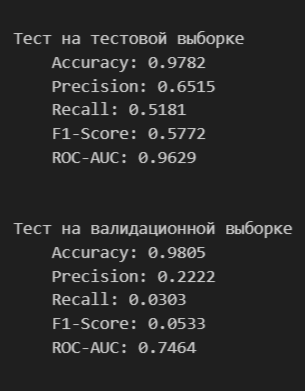 Тест на тестовой выборке
Accuracy: 0.9782
Precision: 0.6515
Recall: 0.5181
F1-Score: 0.5772
ROC-AUC: 0.9629
Тест на валидационной выборке
Accuracy: 0.9805
Precision: 0.2222
Recall: 0.0303
F1-Score: 0.0533
ROC-AUC: 0.7464